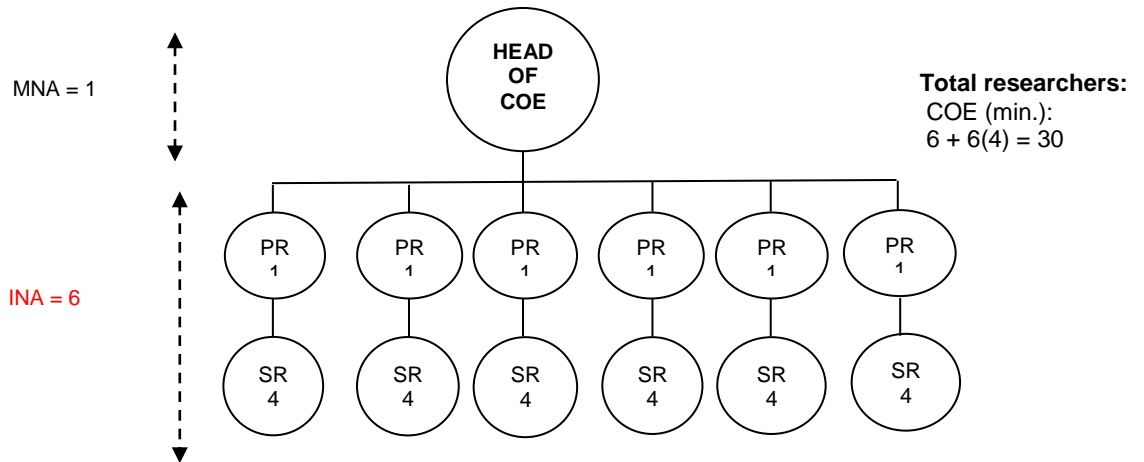 HEAD
OF
COE
MNA = 1
Total researchers:
COE (min.):
6 + 6(4) = 30
PR PR PR PR PR PR
1 1 1 1 1 1
INA = 6
SR SR SR SR SR SR
4 4 4 4 4 4